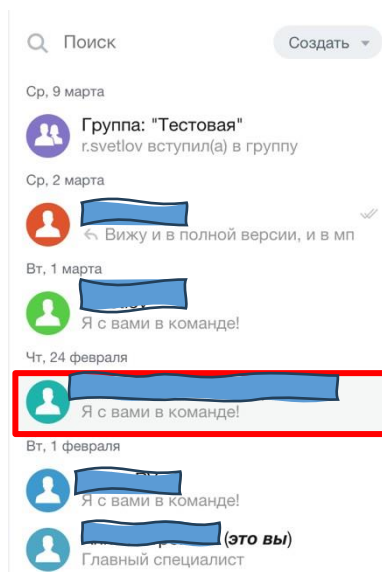 Поиск
Создать
Ср, 9 марта
Группа: "Тестовая"
r.svetlov вступил(а) в группу
Ср, 2 марта
Вижу и в полной версии, и в мп
Вт, 1 марта
Я с вами в команде!
Чт, 24 февраля
Я с вами в команде!
Вт, 1 февраля
Я с вами в команде!
(это вы)
Главный специалист